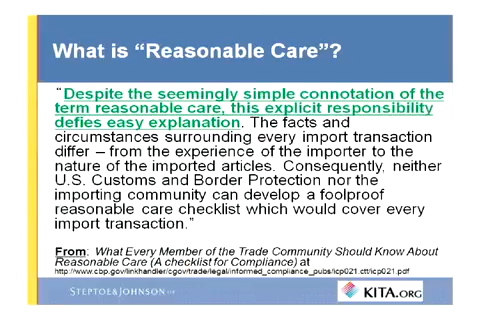 What is “Reasonable Care”?
“Despite the seemingly simple connotation of the
term reasonable care, this explicit responsibility
defies easy explanation. The facts and
circumstances surrounding every import transaction
differ – from the experience of the importer to the
nature of the imported articles. Consequently, neither
U.S. Customs and Border Protection nor the
importing community can develop a foolproof
reasonable care checklist which would cover every
import transaction.”
From: What Every Member of the Trade Community Should Know About
Reasonable Care (A checklist for Compliance) at
http://www.cbp.gov/linkhandler/cgov/trade/legal/informed_compliance_pubs/icp021.ctt/icp021.pdf
STEPTOE & JOHNSON LLP
KITA.ORG